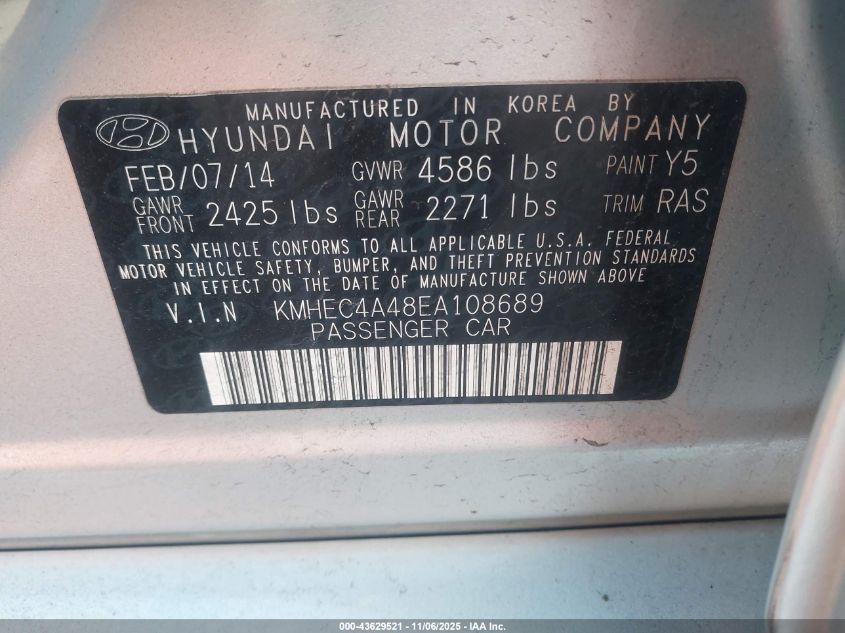 MANUFACTURED IN KOREA BY
HYUNDAI MOTOR COMPANY
FEB/07/14 GVWR 4586 lbs PAINT Y5
GAWR FRONT 2425 lbs GAWR REAR 2271 lbs TRIM RAS
THIS VEHICLE CONFORMS TO ALL APPLICABLE U.S.A. FEDERAL
MOTOR VEHICLE SAFETY, BUMPER, AND THEFT PREVENTION STANDARDS
IN EFFECT ON THE DATE OF MANUFACTURE SHOWN ABOVE
V.I.N KMHEC4A48EA108689
PASSENGER CAR
000-43629521 - 11/06/2025 - IAA Inc.